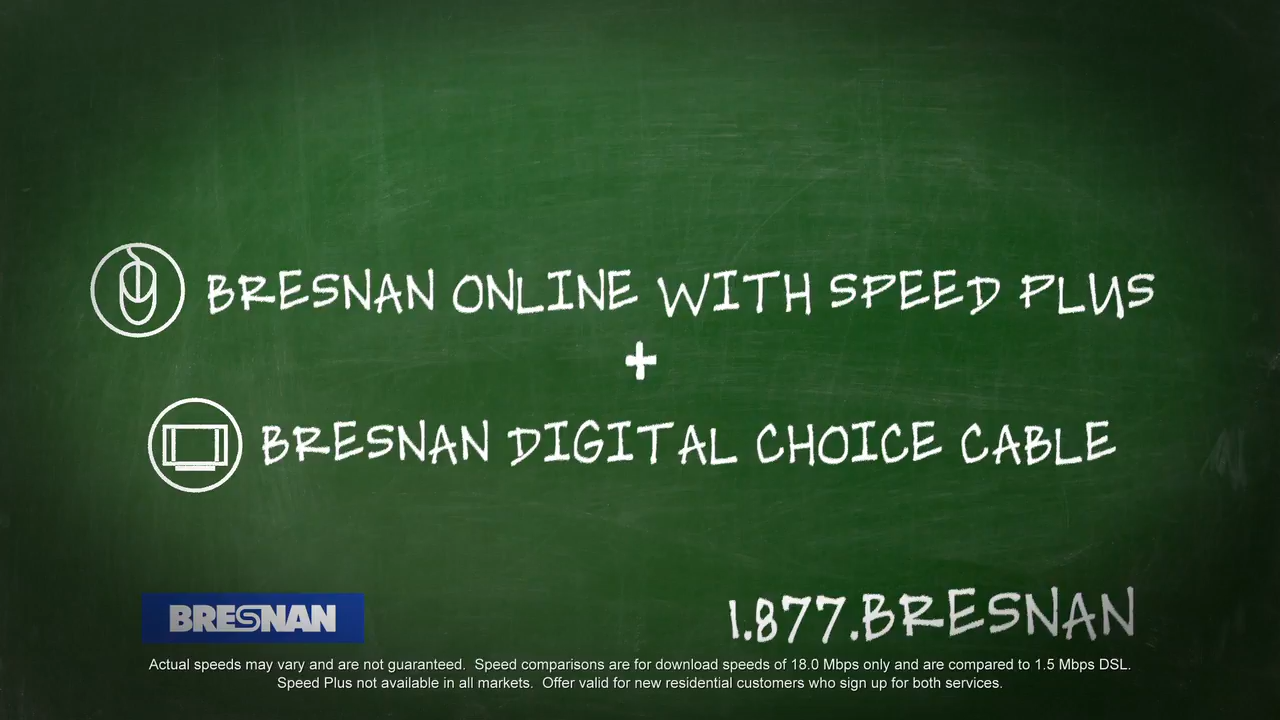 BRESNAN ONLINE WITH SPEED PLUS
+
BRESNAN DIGITAL CHOICE CABLE
BRESNAN
1.877.BRESNAN
Actual speeds may vary and are not guaranteed.  Speed comparisons are for download speeds of 18.0 Mbps only and are compared to 1.5 Mbps DSL.
Speed Plus not available in all markets.  Offer valid for new residential customers who sign up for both services.